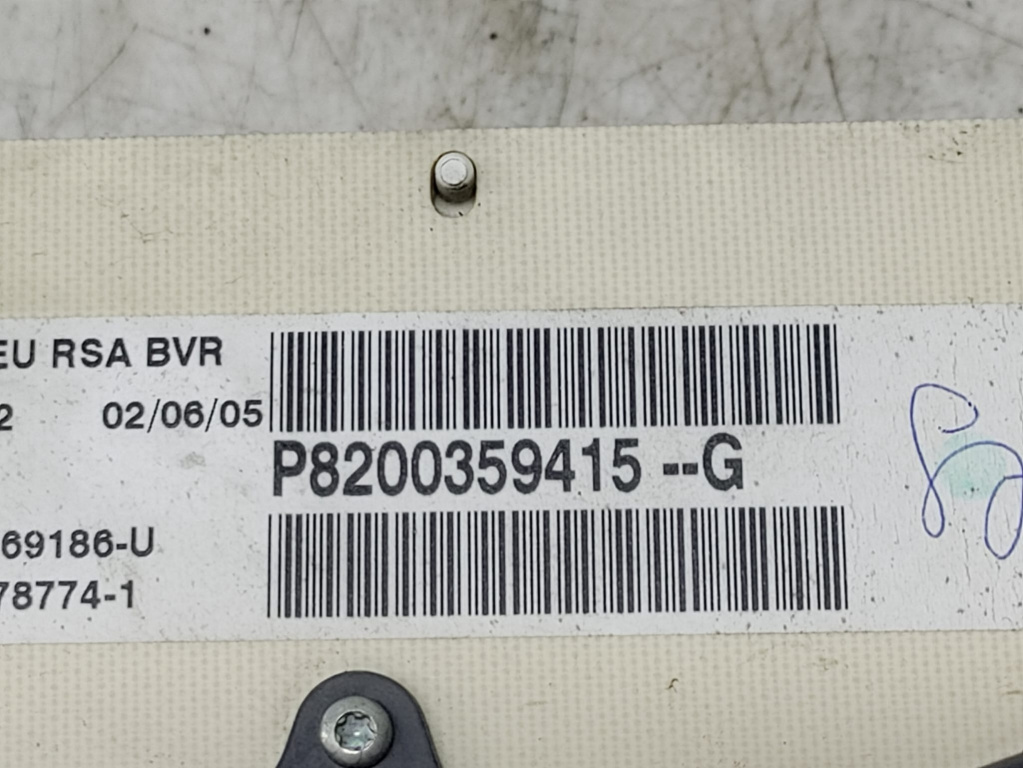 EU RSA BVR
2 02/06/05
P8200359415 --G
69186-U
78774-1